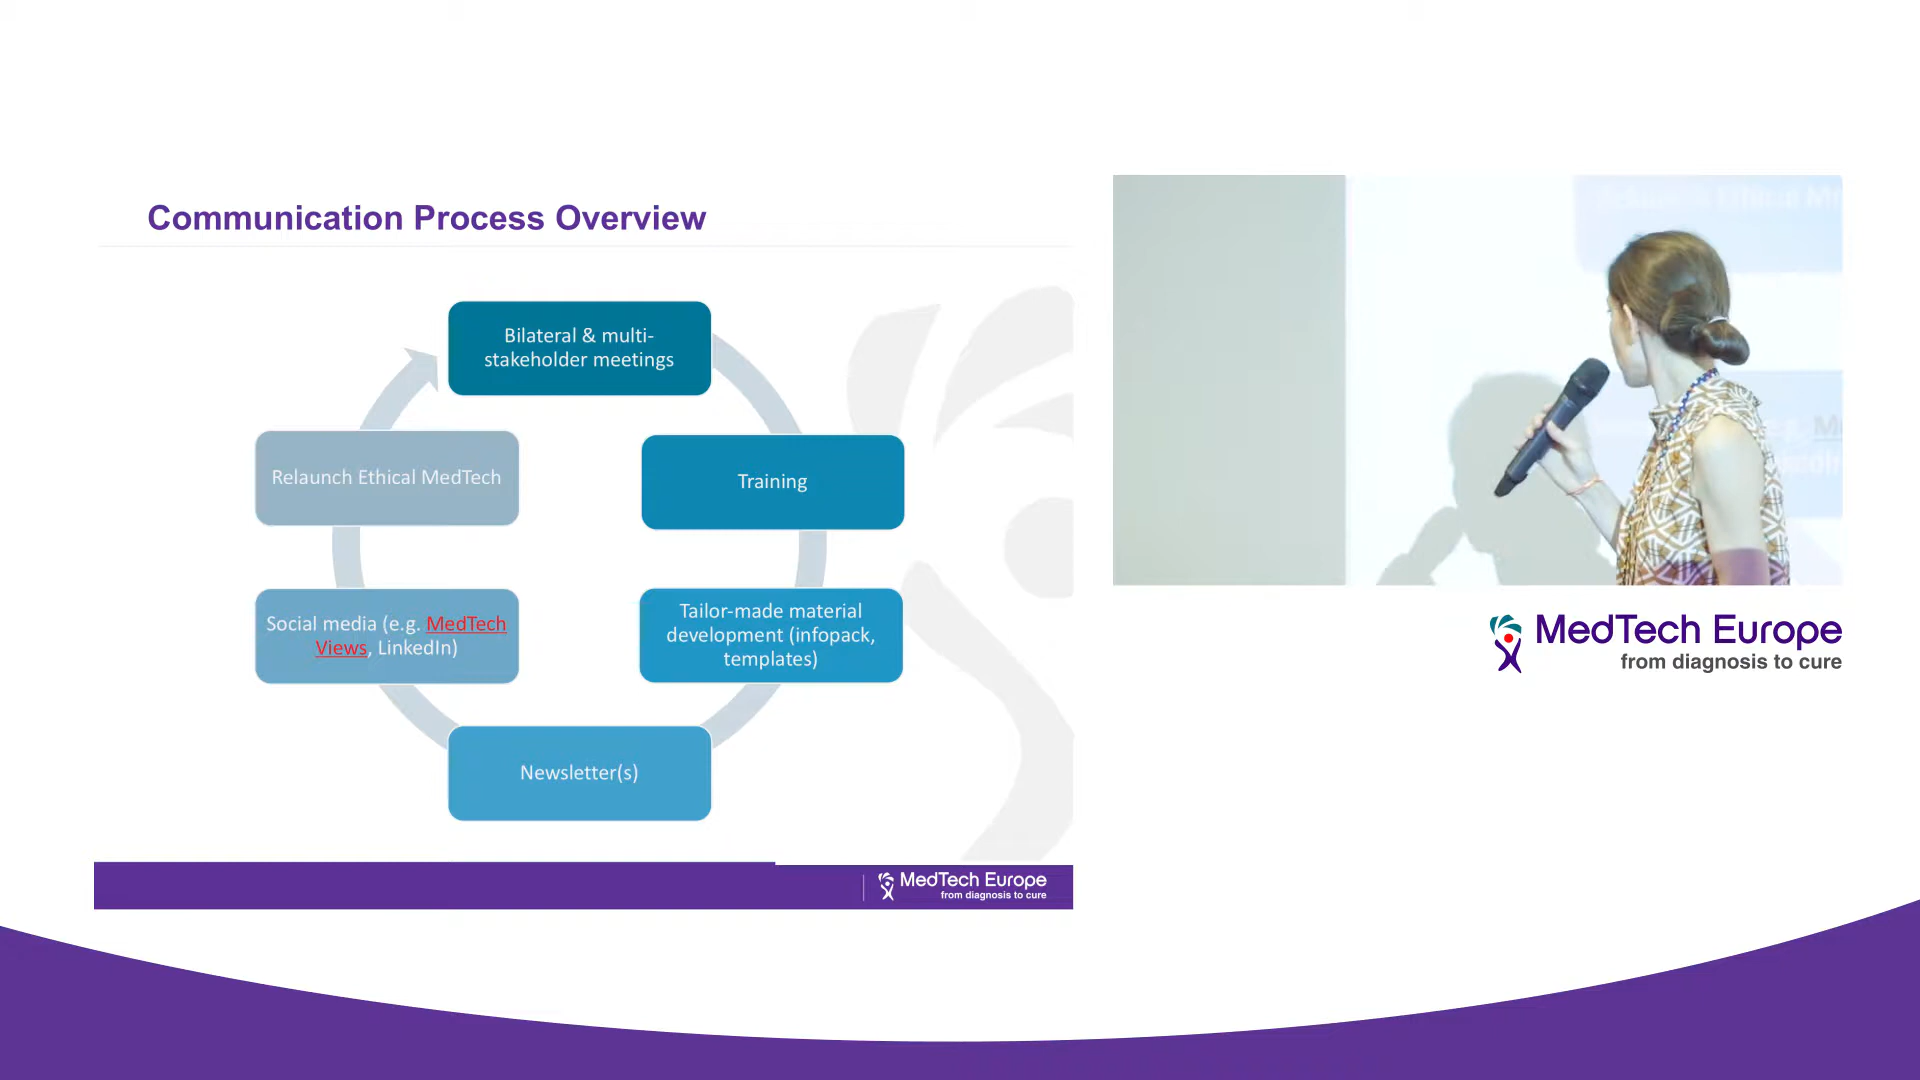 Communication Process Overview
Bilateral & multi-
stakeholder meetings
Training
Tailor-made material
development (infopack,
templates)
Newsletter(s)
Social media (e.g. MedTech
Views, LinkedIn)
Relaunch Ethical MedTech
MedTech Europe
from diagnosis to cure
MedTech Europe
from diagnosis to cure